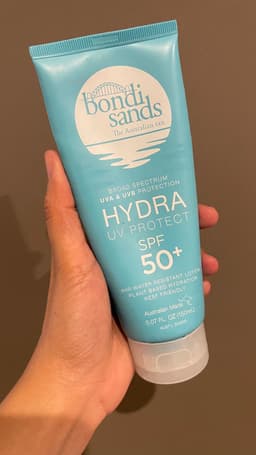 bondi
sands
The Australian tan.
BROAD SPECTRUM
UVA & UVB PROTECTION
HYDRA
UV PROTECT
SPF
50+
4HR WATER RESISTANT LOTION
PLANT BASED HYDRATION
REEF FRIENDLY
Australian Made
5.07 FL OZ (150mL)